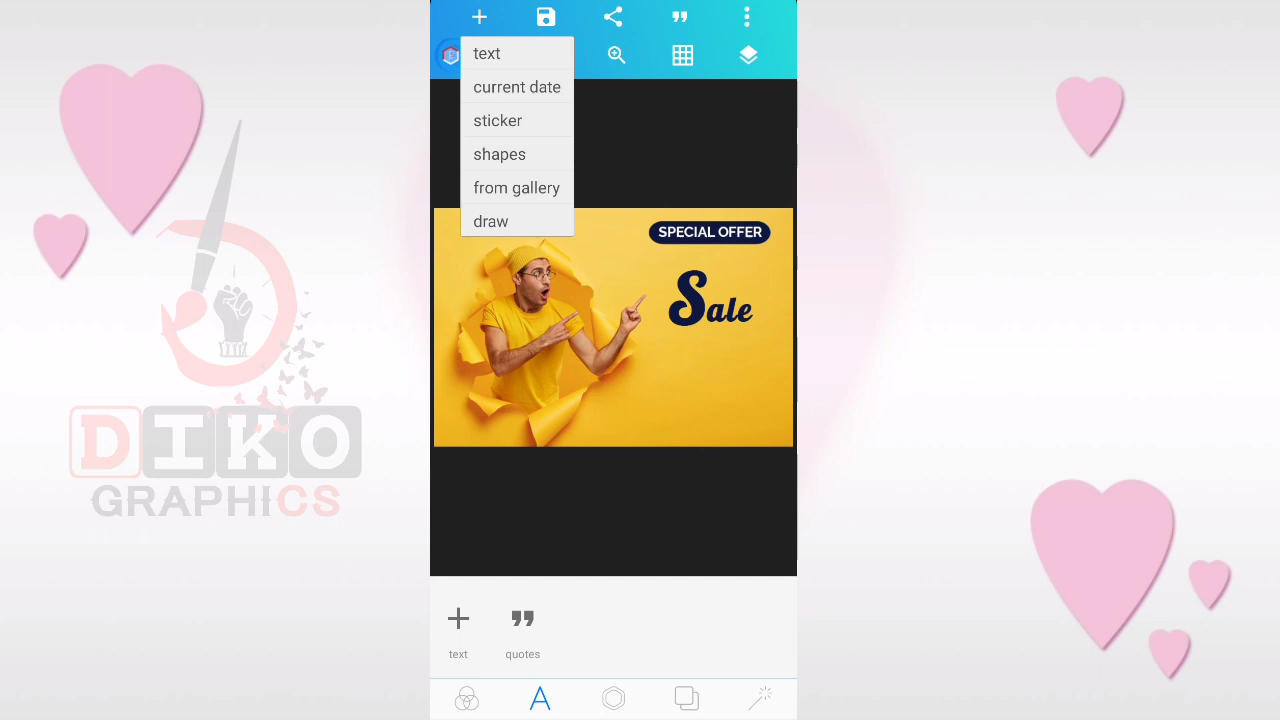 text
current date
sticker
shapes
from gallery
draw
SPECIAL OFFER
Sale
DIKO
GRAPHICS
text
quotes